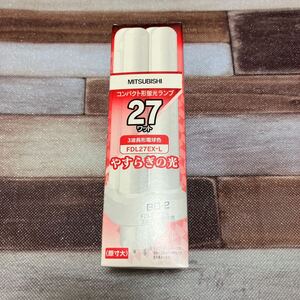 MITSUBISHI
コンパクト形蛍光ランプ
27
ワット
3波長形電球色
FDL27EX-L
やすらぎの光
BB-2
(原寸大)